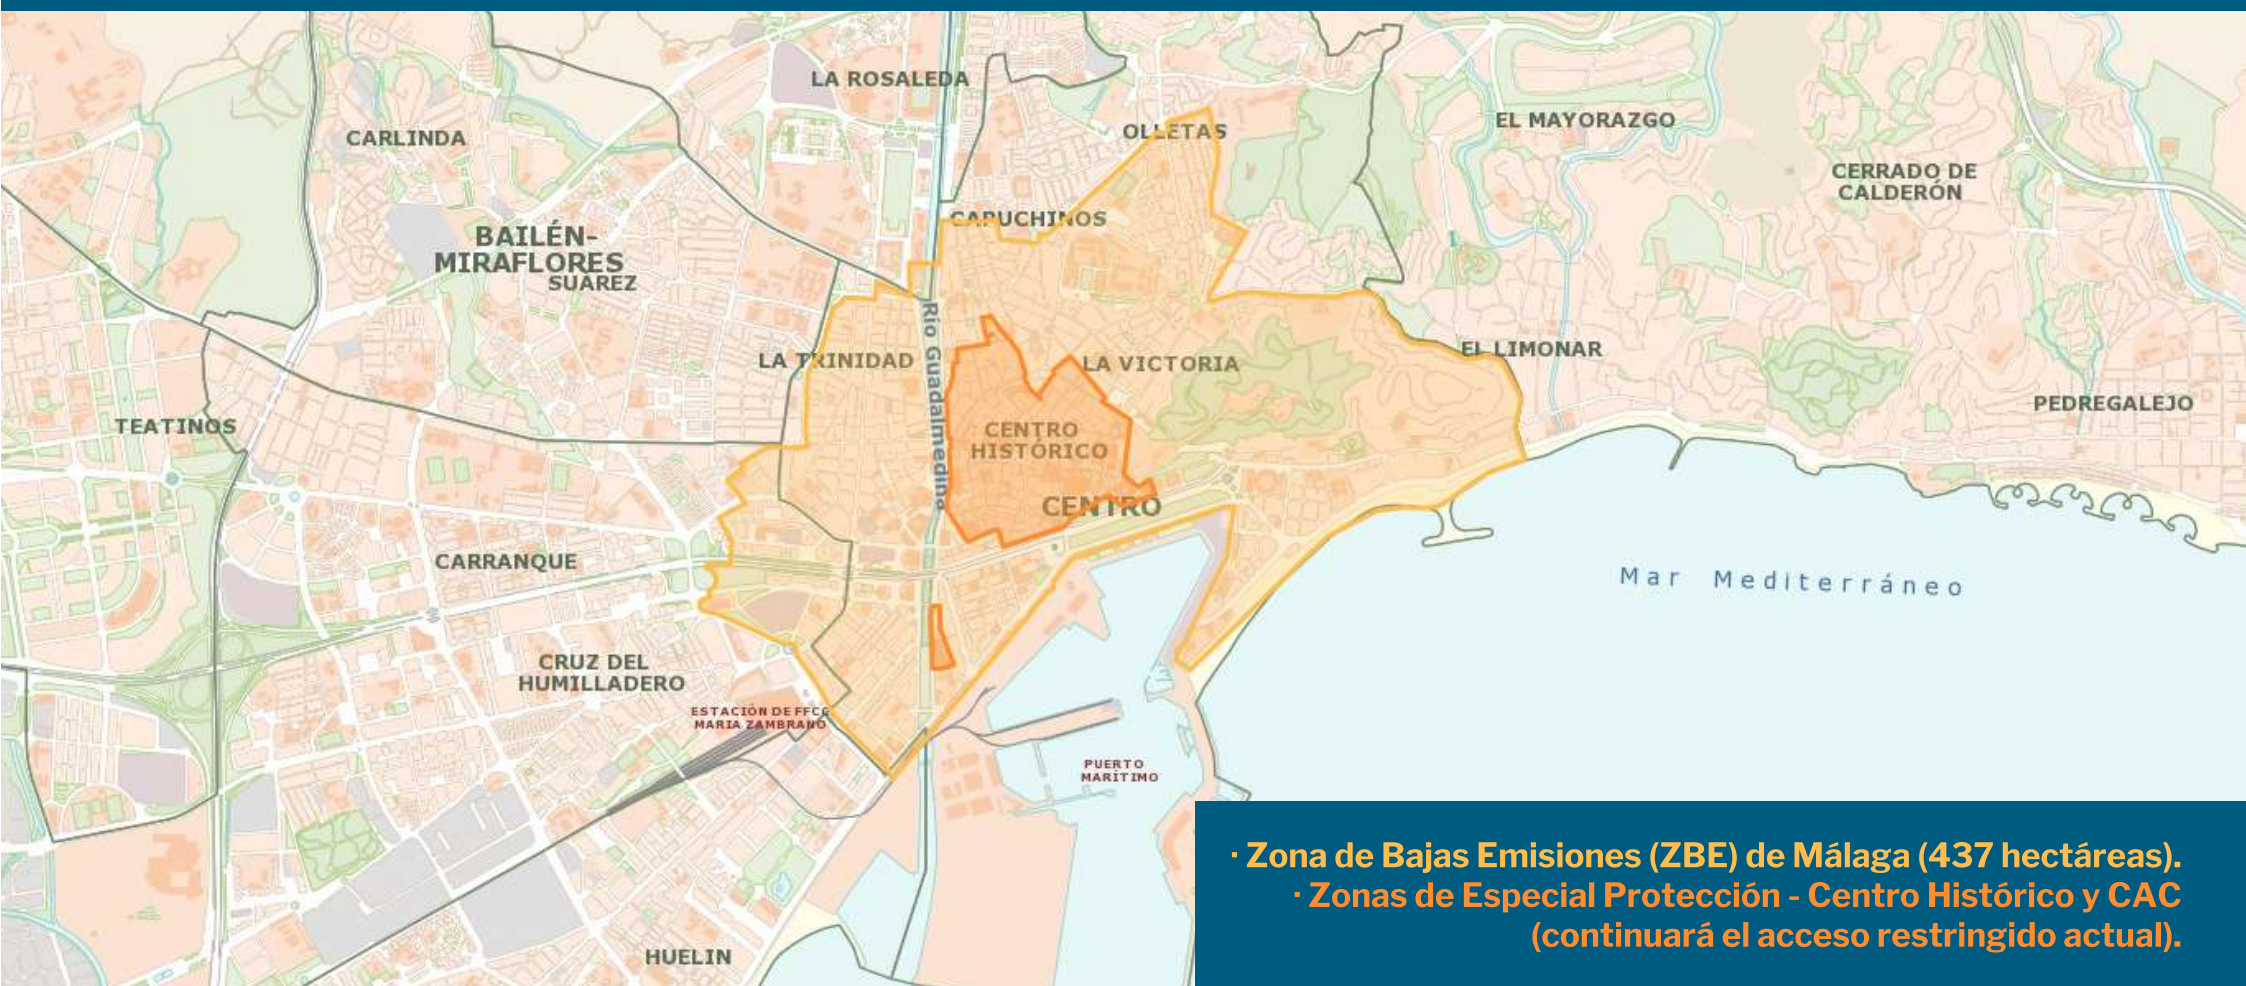 LA ROSALEDA
CARLINDA
OLLETAS
EL MAYORAZGO
CERRADO DE
CALDERÓN
CAPUCHINOS
BAILÉN-
MIRAFLORES
SUÁREZ
Río Guadalmedina
LA TRINIDAD
LA VICTORIA
EL LIMONAR
PEDREGALEJO
TEATINOS
CENTRO
HISTÓRICO
CENTRO
CARRANQUE
Mar Mediterráneo
CRUZ DEL
HUMILLADERO
ESTACIÓN DE FFCC
MARIA ZAMBRANO
PUERTO
MARÍTIMO
HUELIN
· Zona de Bajas Emisiones (ZBE) de Málaga (437 hectáreas).
· Zonas de Especial Protección - Centro Histórico y CAC
(continuará el acceso restringido actual).